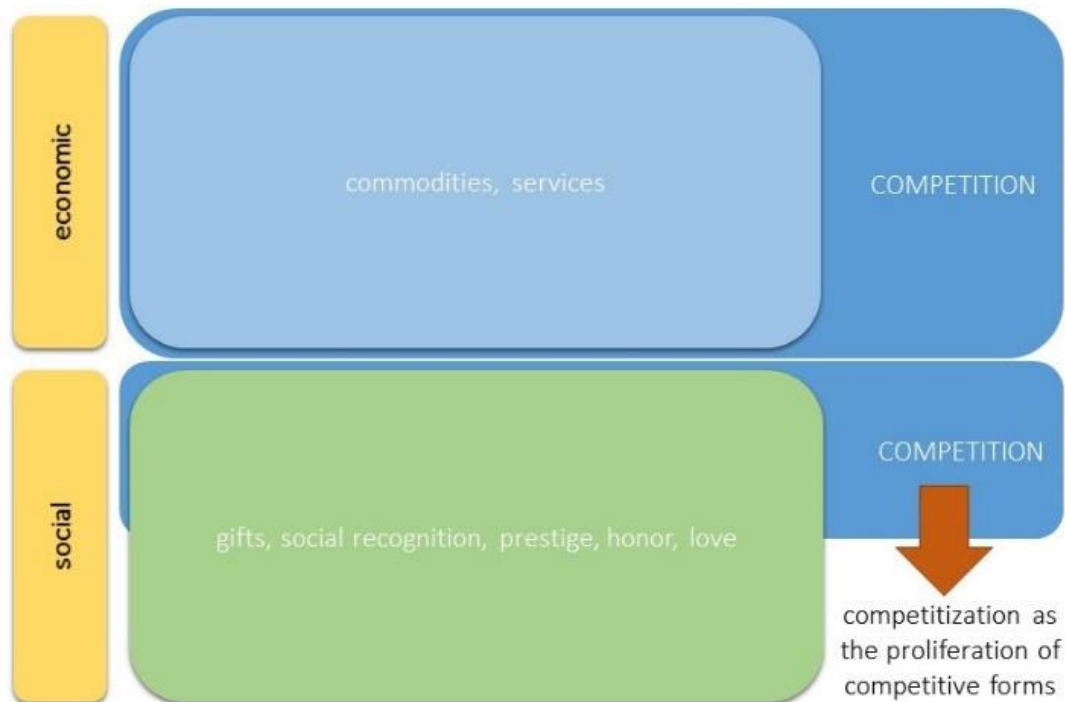 economic
commodities, services
COMPETITION
social
COMPETITION
gifts, social recognition, prestige, honor, love
competitization as
the proliferation of
competitive forms